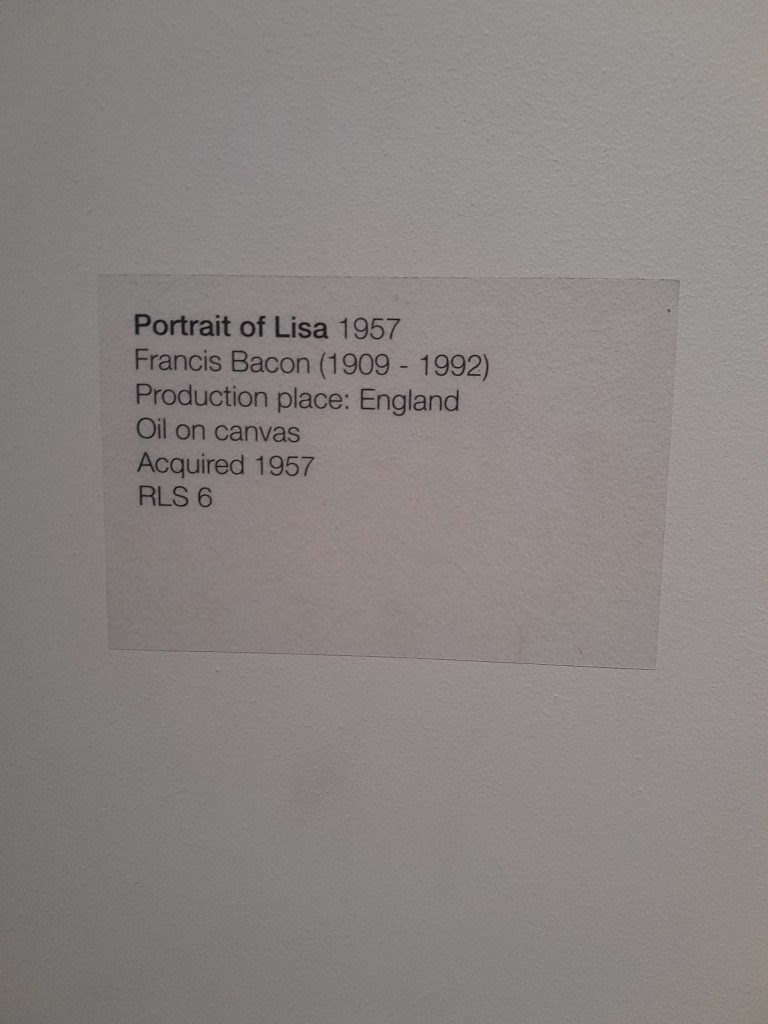 Portrait of Lisa 1957
Francis Bacon (1909 - 1992)
Production place: England
Oil on canvas
Acquired 1957
RLS 6